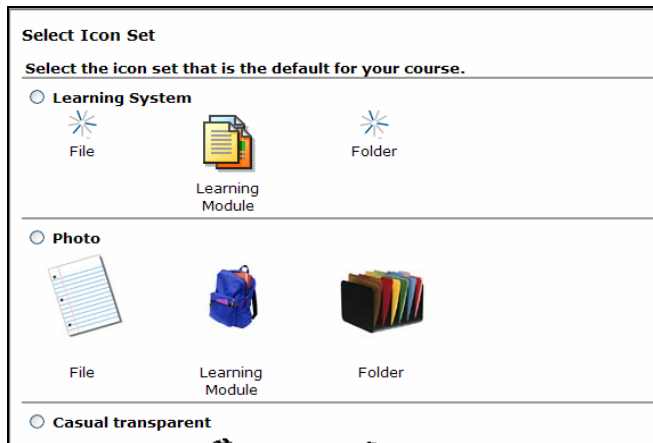 Select Icon Set
Select the icon set that is the default for your course.
Learning System
File
Folder
Learning
Module
Photo
File
Learning
Module
Folder
Casual transparent